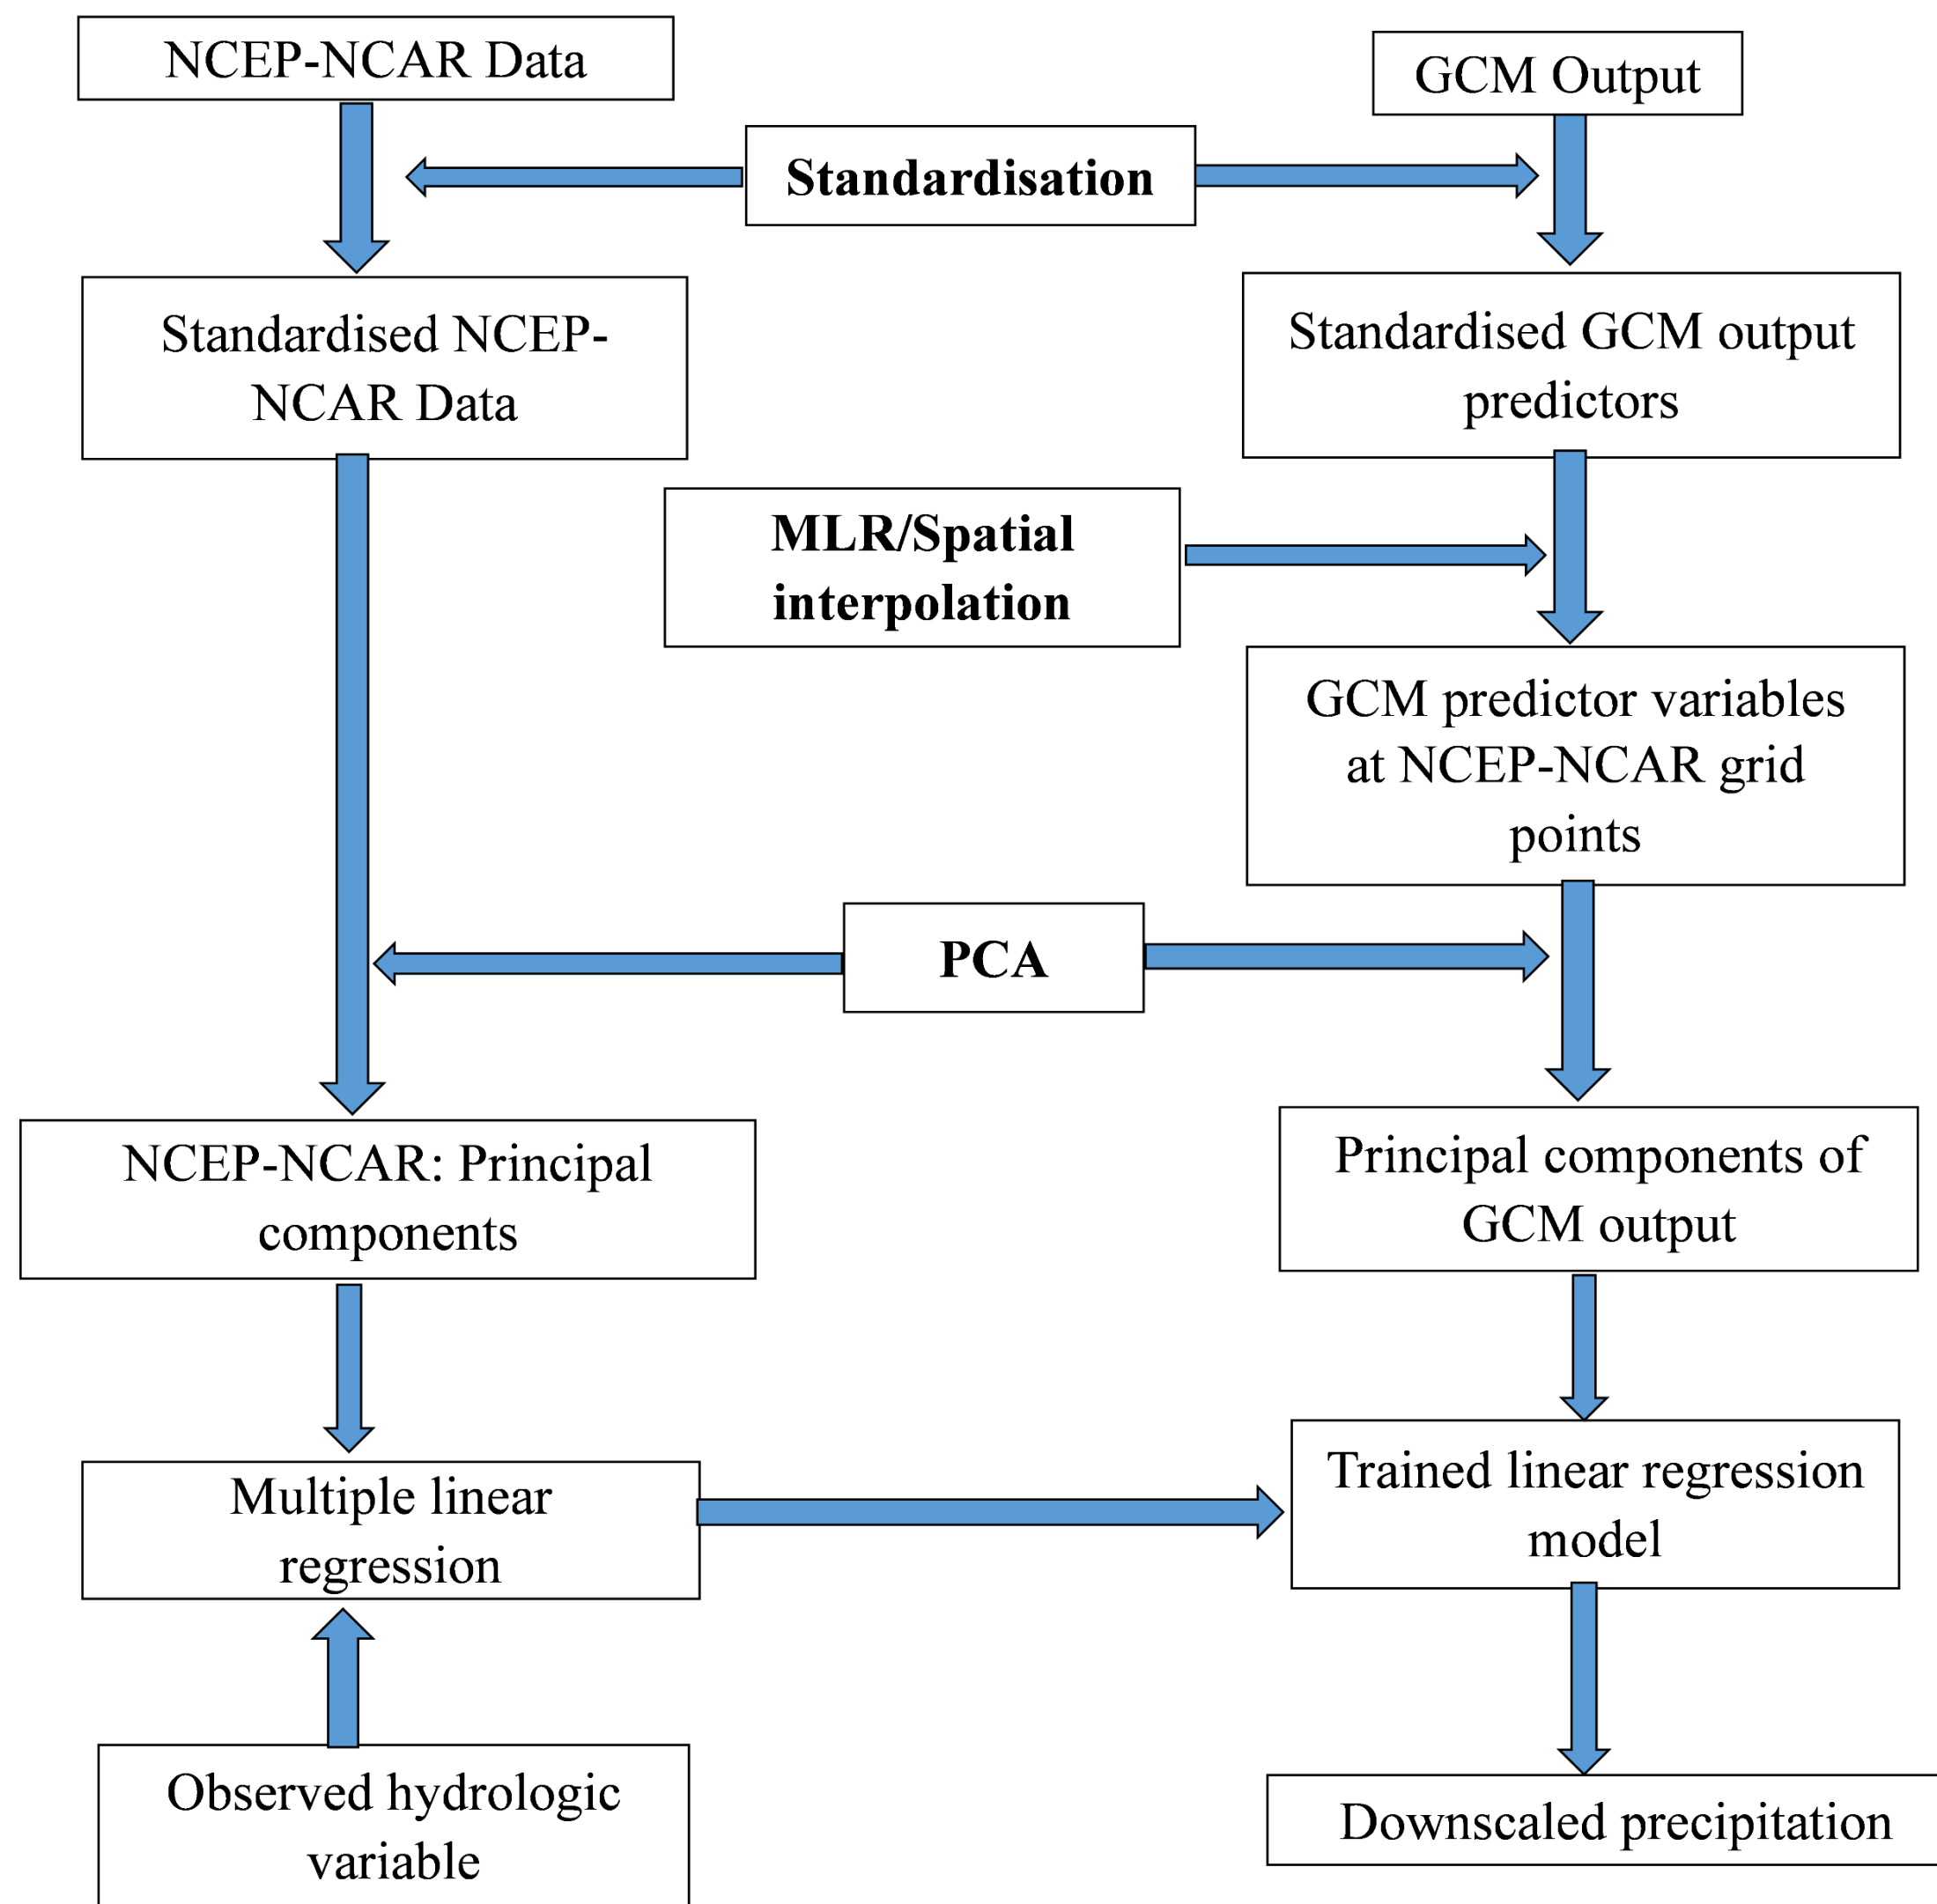 NCEP-NCAR Data
GCM Output
Standardisation
Standardised NCEP-
NCAR Data
Standardised GCM output
predictors
MLR/Spatial
interpolation
GCM predictor variables
at NCEP-NCAR grid
points
PCA
NCEP-NCAR: Principal
components
Principal components of
GCM output
Multiple linear
regression
Trained linear regression
model
Observed hydrologic
variable
Downscaled precipitation